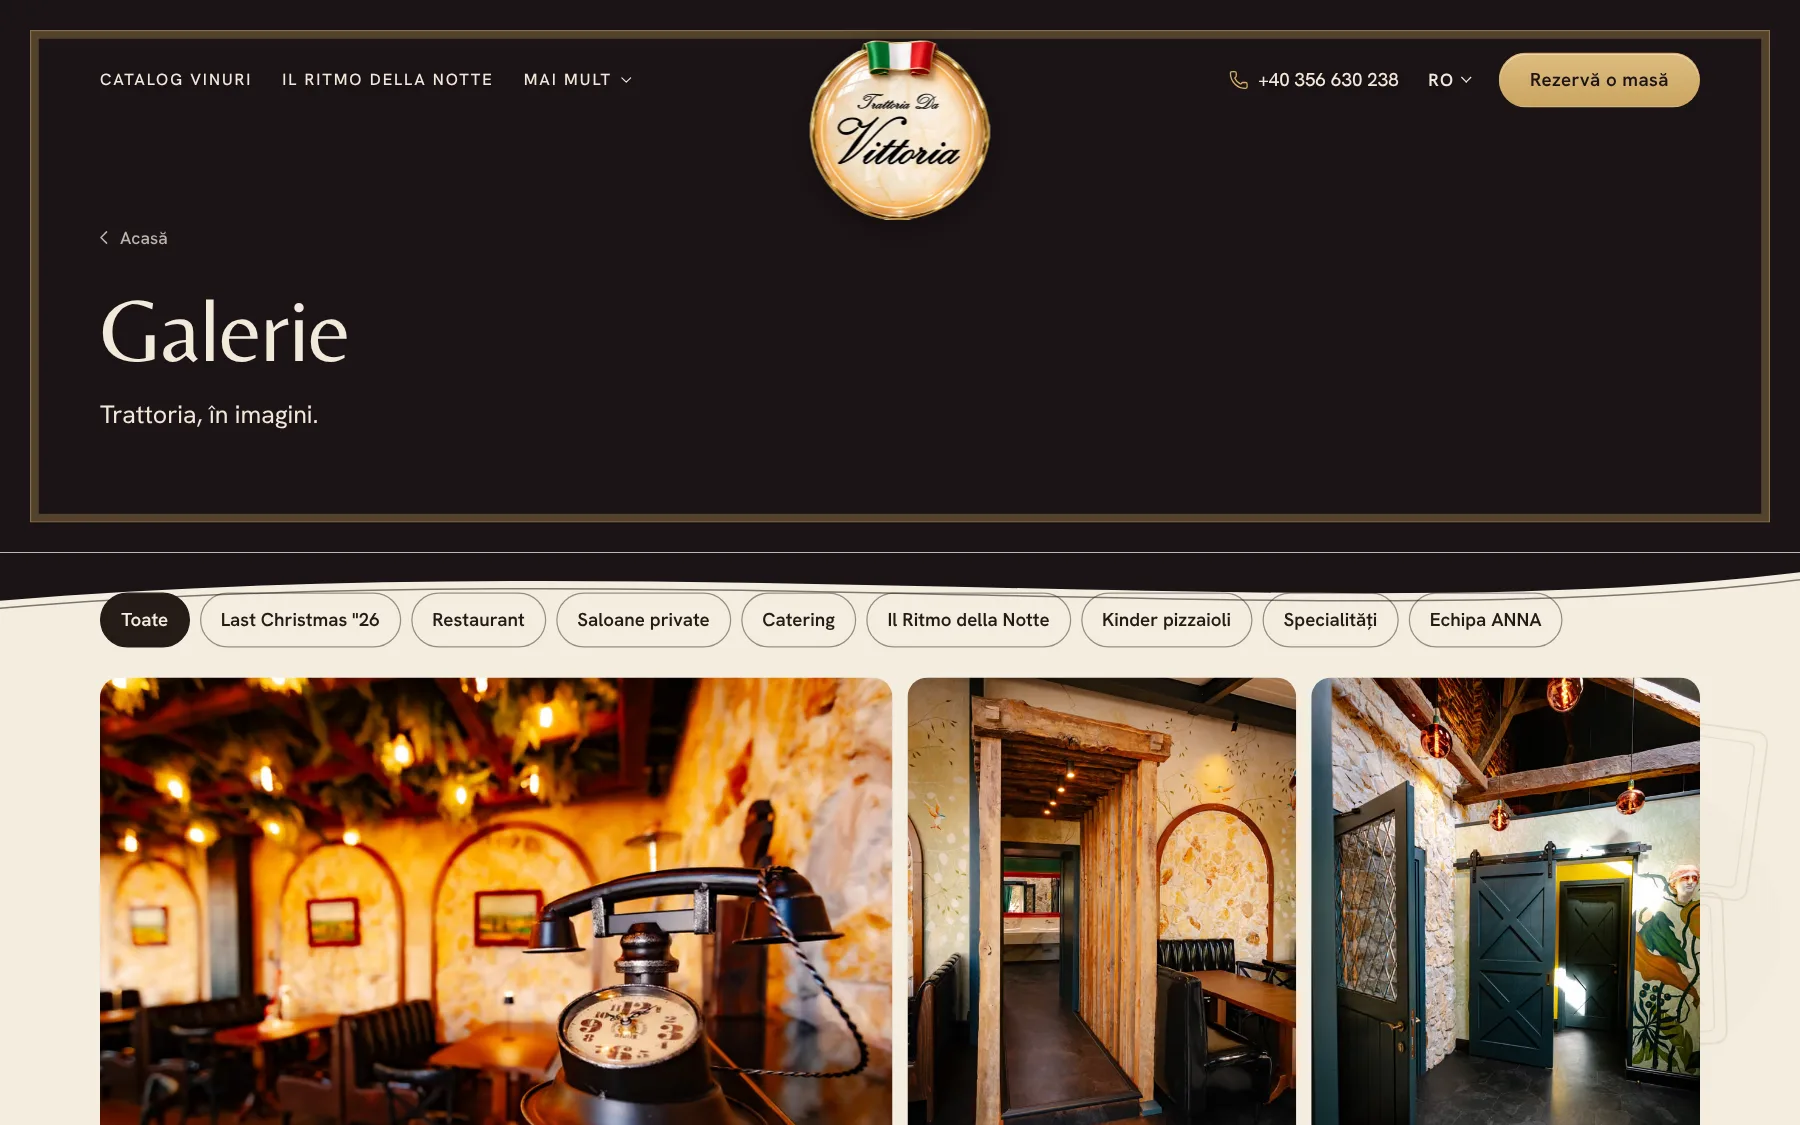 CATALOG VINURI
IL RITMO DELLA NOTTE
MAI MULT
Trattoria Da
Vittoria
+40 356 630 238
RO
Rezervă o masă
Acasă
Galerie
Trattoria, în imagini.
Toate
Last Christmas "26
Restaurant
Saloane private
Catering
Il Ritmo della Notte
Kinder pizzaioli
Specialități
Echipa ANNA